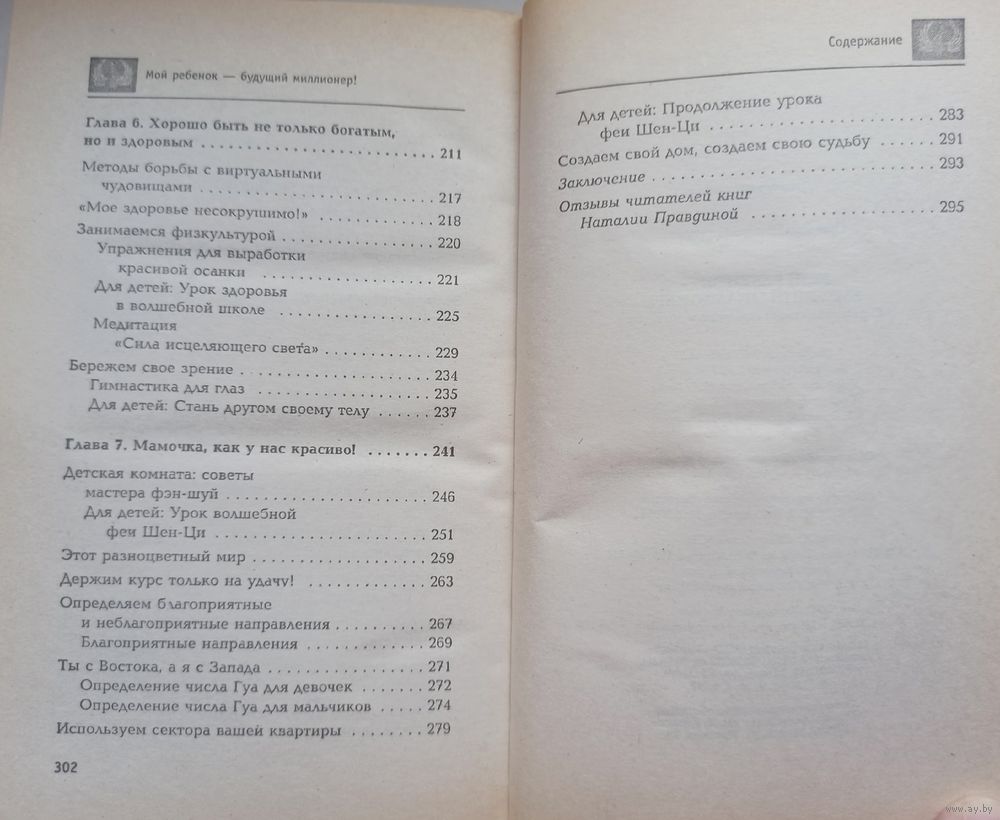 Мой ребенок — будущий миллионер!
Глава 6. Хорошо быть не только богатым,
но и здоровым . . . . . . . . . . . . . . . . . . . . . . . . 211
Методы борьбы с виртуальными
чудовищами . . . . . . . . . . . . . . . . . . . . . . . . 217
«Мое здоровье несокрушимо!» . . . . . . . . . . . . 218
Занимаемся физкультурой . . . . . . . . . . . . . . . . 220
Упражнения для выработки
красивой осанки . . . . . . . . . . . . . . . . . . 221
Для детей: Урок здоровья
в волшебной школе . . . . . . . . . . . . . . . . 225
Медитация
«Сила исцеляющего света» . . . . . . . . . . . . 229
Бережем свое зрение . . . . . . . . . . . . . . . . . . . . 234
Гимнастика для глаз . . . . . . . . . . . . . . . . . . 235
Для детей: Стань другом своему телу . . . . . . 237
Глава 7. Мамочка, как у нас красиво! . . . . . . . 241
Детская комната: советы
мастера фэн-шуй . . . . . . . . . . . . . . . . . . . . . 246
Для детей: Урок волшебной
феи Шен-Ци . . . . . . . . . . . . . . . . . . . . . . 251
Этот разноцветный мир . . . . . . . . . . . . . . . . . . 259
Держим курс только на удачу! . . . . . . . . . . . . 263
Определяем благоприятные
и неблагоприятные направления . . . . . . . . . . 267
Благоприятные направления . . . . . . . . . . . . 269
Ты с Востока, а я с Запада . . . . . . . . . . . . . . . . 271
Определение числа Гуа для девочек . . . . . . . 272
Определение числа Гуа для мальчиков . . . . . 274
Используем сектора вашей квартиры . . . . . . . . 279
302
Содержание
Для детей: Продолжение урока
феи Шен-Ци . . . . . . . . . . . . . . . . . . . . . . 283
Создаем свой дом, создаем свою судьбу . . . . . . 291
Заключение . . . . . . . . . . . . . . . . . . . . . . . . . . . 293
Отзывы читателей книг
Наталии Правдиной . . . . . . . . . . . . . . . . . . 295
www.ay.by